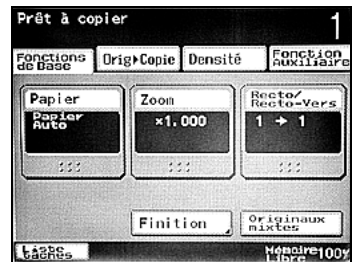 Prêt à copier
1
Fonctions de Base
Orig▸Copie
Densité
Fonction Auxiliaire
Papier
Papier Auto
Zoom
×1.000
Recto/
Recto-Vers
1 ➔ 1
Finition
Originaux mixtes
Liste tâches
Mémoire Libre 100%